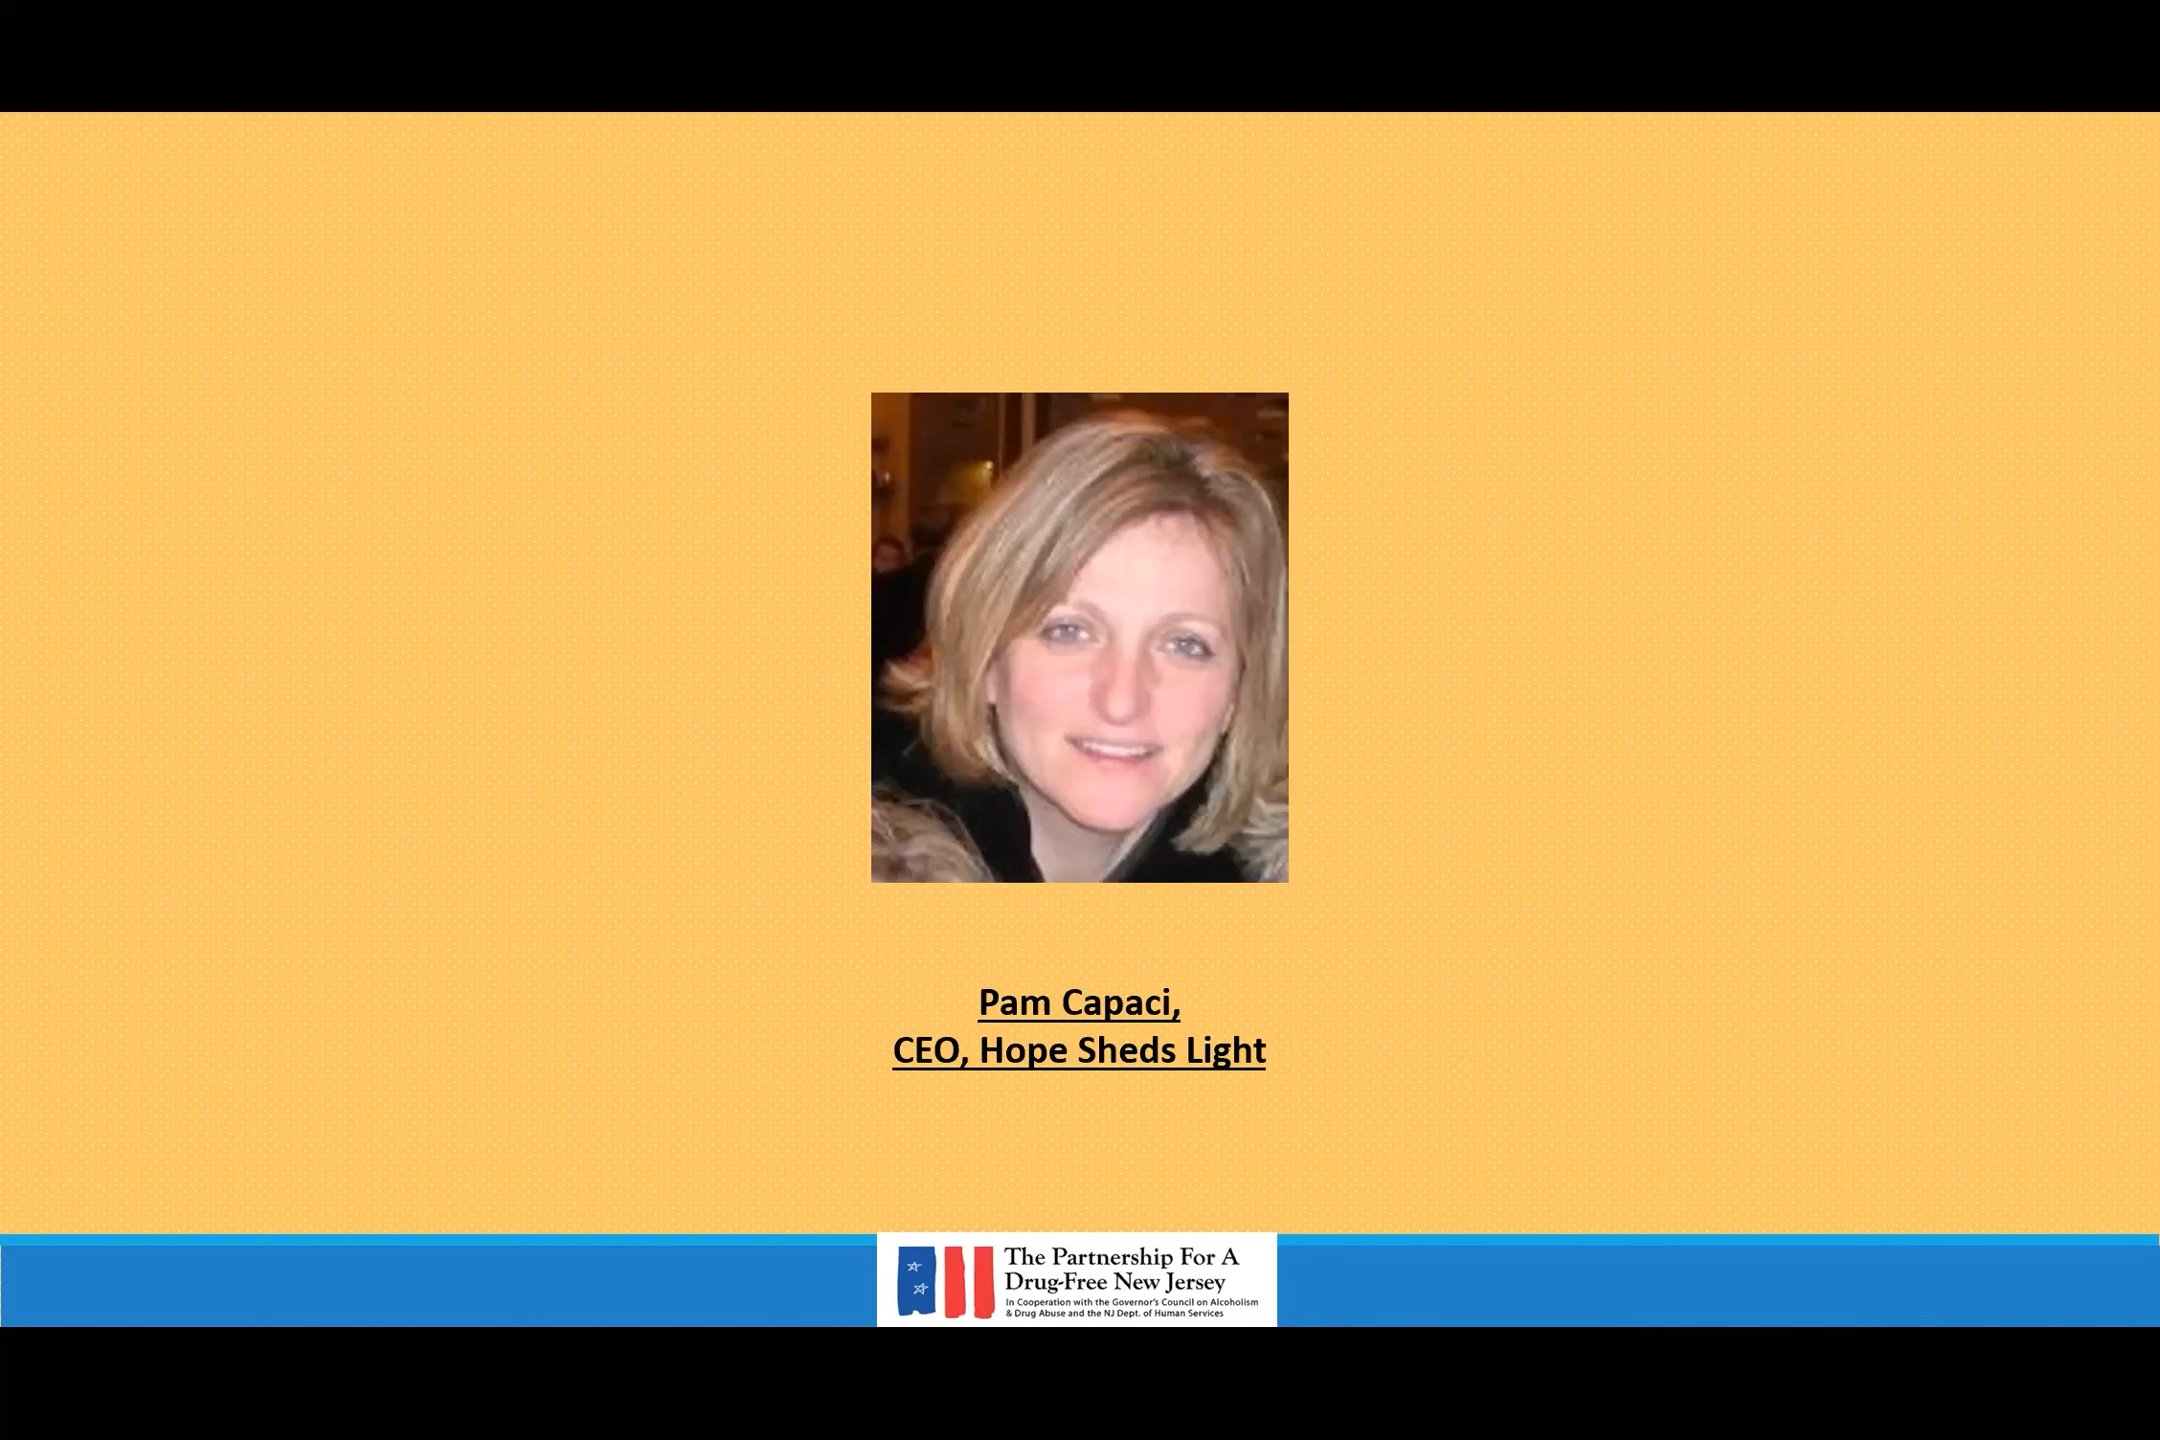 Pam Capaci,
CEO, Hope Sheds Light
The Partnership For A
Drug-Free New Jersey
In Cooperation with the Governor's Council on Alcoholism
& Drug Abuse and the NJ Dept. of Human Services